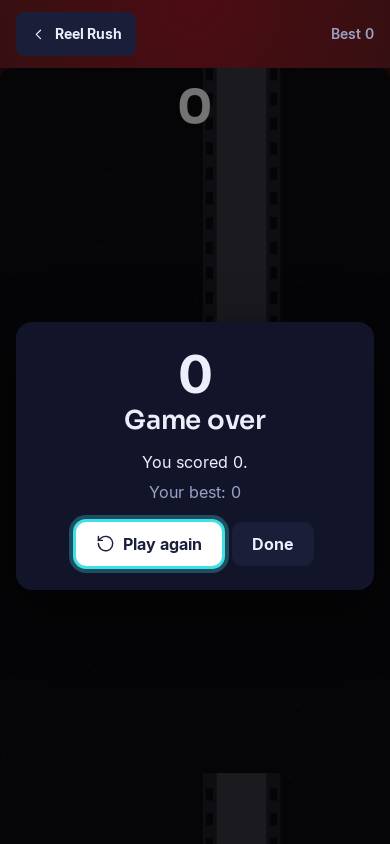 Reel Rush
Best 0
0
0
Game over
You scored 0.
Your best: 0
Play again
Done